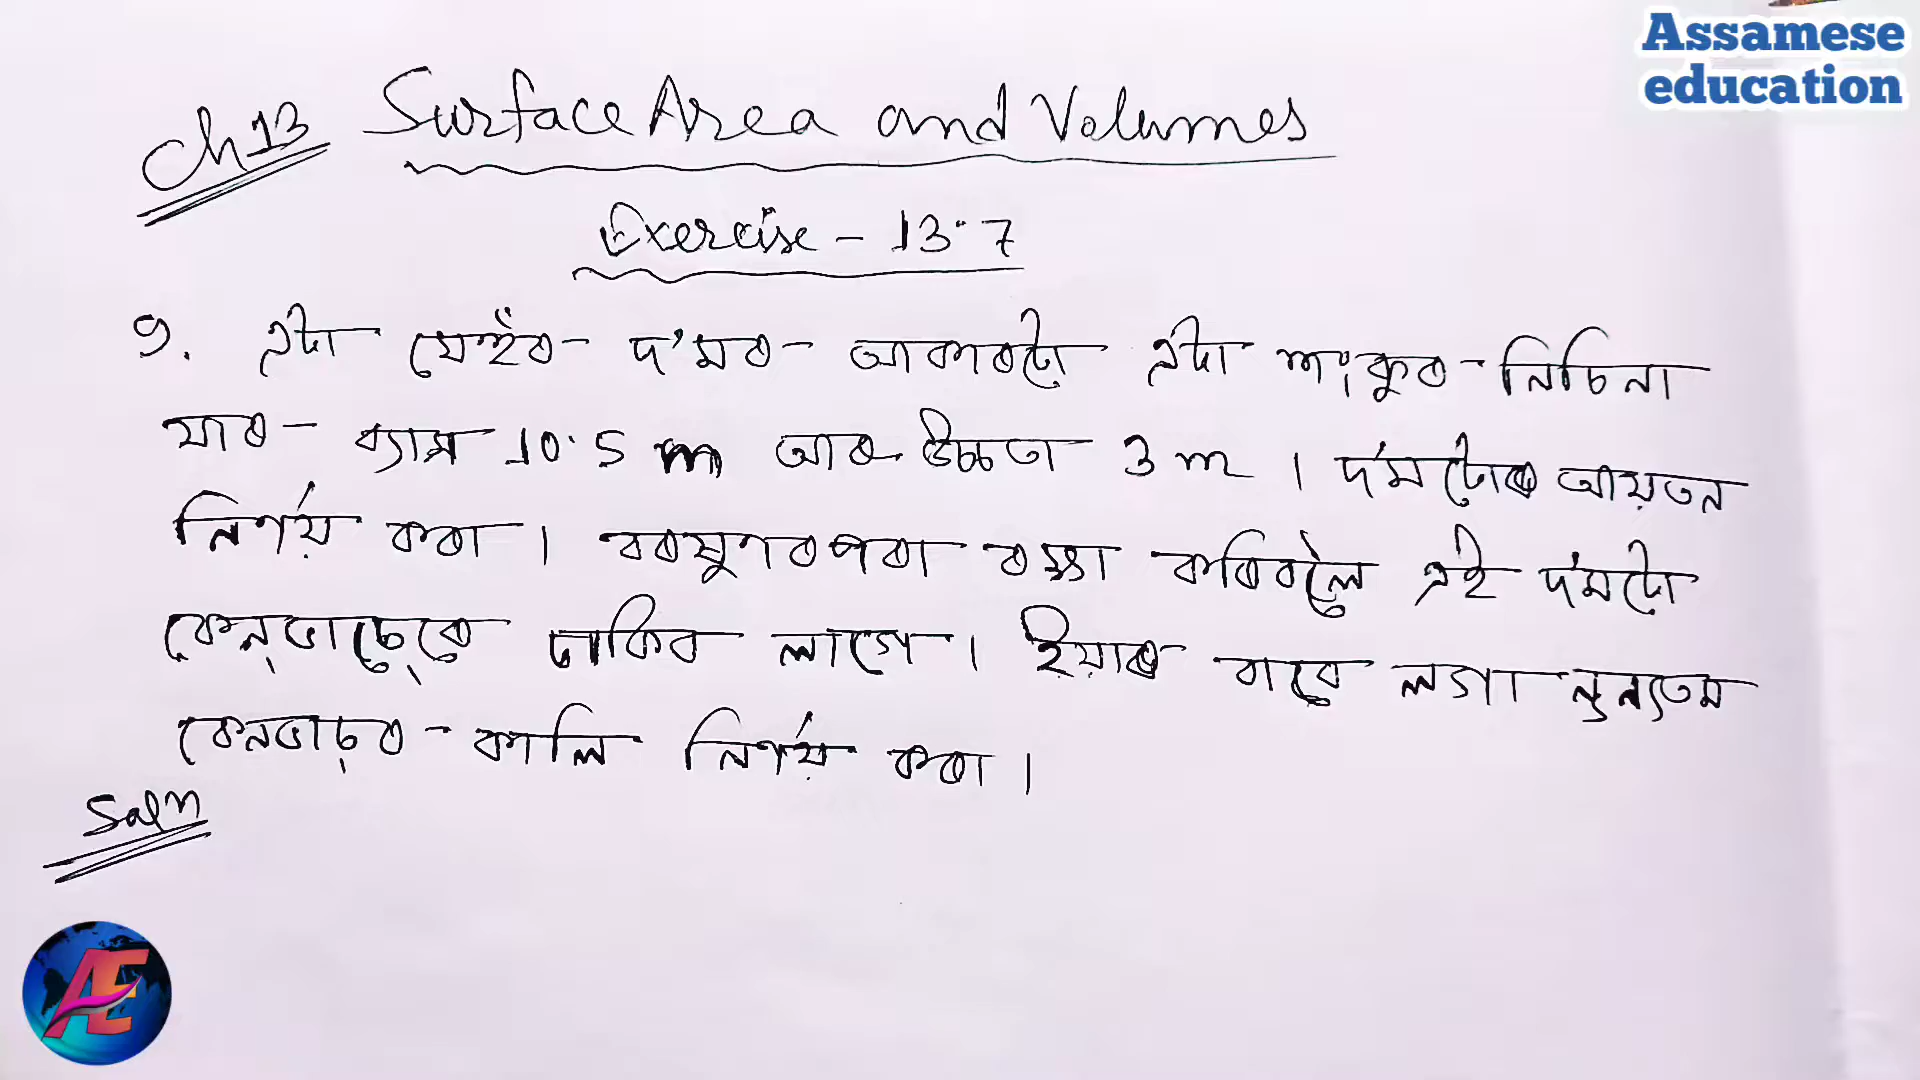 Assamese
education
Ch 13 Surface Area and Volumes
Exercise - 13.7
9. এটা ঘেহুঁৰ দ'মৰ আকাৰটো এটা শংকুৰ নিচিনা
যাৰ ব্যাস 10.5 m আৰু উচ্চতা 3 m । দ'মটোৰ আয়তন
নিৰ্ণয় কৰা । বৰষুণৰ পৰা ৰক্ষা কৰিবলৈ এই দ'মটো
কেন্‌ভাচেৰে ঢাকিব লাগে । ইয়াৰ বাবে লগা নূন্যতম
কেনভাচ্‌ৰ কালি নিৰ্ণয় কৰা ।
Soln
AE